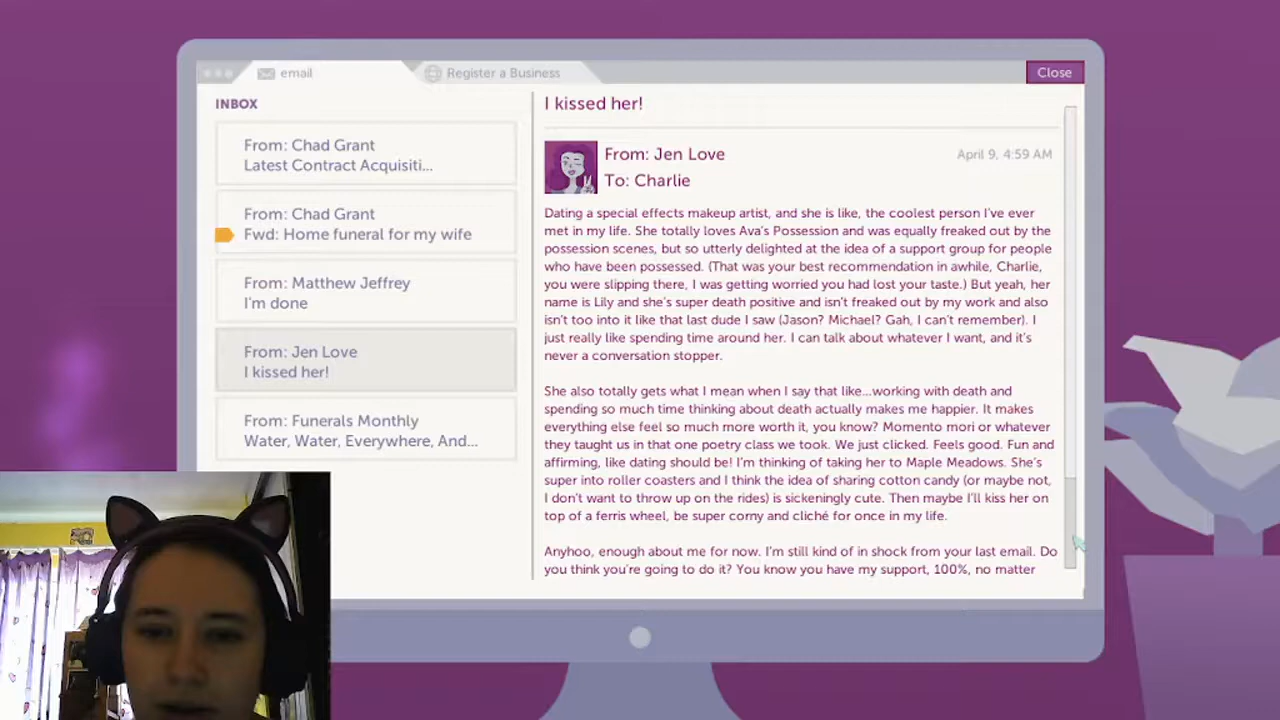 email
Register a Business
Close
INBOX
From: Chad Grant
Latest Contract Acquisiti...
From: Chad Grant
Fwd: Home funeral for my wife
From: Matthew Jeffrey
I'm done
From: Jen Love
I kissed her!
From: Funerals Monthly
Water, Water, Everywhere, And...
I kissed her!
From: Jen Love
April 9, 4:59 AM
To: Charlie
Dating a special effects makeup artist, and she is like, the coolest person I've ever
met in my life. She totally loves Ava's Possession and was equally freaked out by the
possession scenes, but so utterly delighted at the idea of a support group for people
who have been possessed. (That was your best recommendation in awhile, Charlie,
you were slipping there, I was getting worried you had lost your taste.) But yeah, her
name is Lily and she's super death positive and isn't freaked out by my work and also
isn't too into it like that last dude I saw (Jason? Michael? Gah, I can't remember). I
just really like spending time around her. I can talk about whatever I want, and it's
never a conversation stopper.
She also totally gets what I mean when I say that like...working with death and
spending so much time thinking about death actually makes me happier. It makes
everything else feel so much more worth it, you know? Momento mori or whatever
they taught us in that one poetry class we took. We just clicked. Feels good. Fun and
affirming, like dating should be! I'm thinking of taking her to Maple Meadows. She's
super into roller coasters and I think the idea of sharing cotton candy (or maybe not,
I don't want to throw up on the rides) is sickeningly cute. Then maybe I'll kiss her on
top of a ferris wheel, be super corny and cliché for once in my life.
Anyhoo, enough about me for now. I'm still kind of in shock from your last email. Do
you think you're going to do it? You know you have my support, 100%, no matter